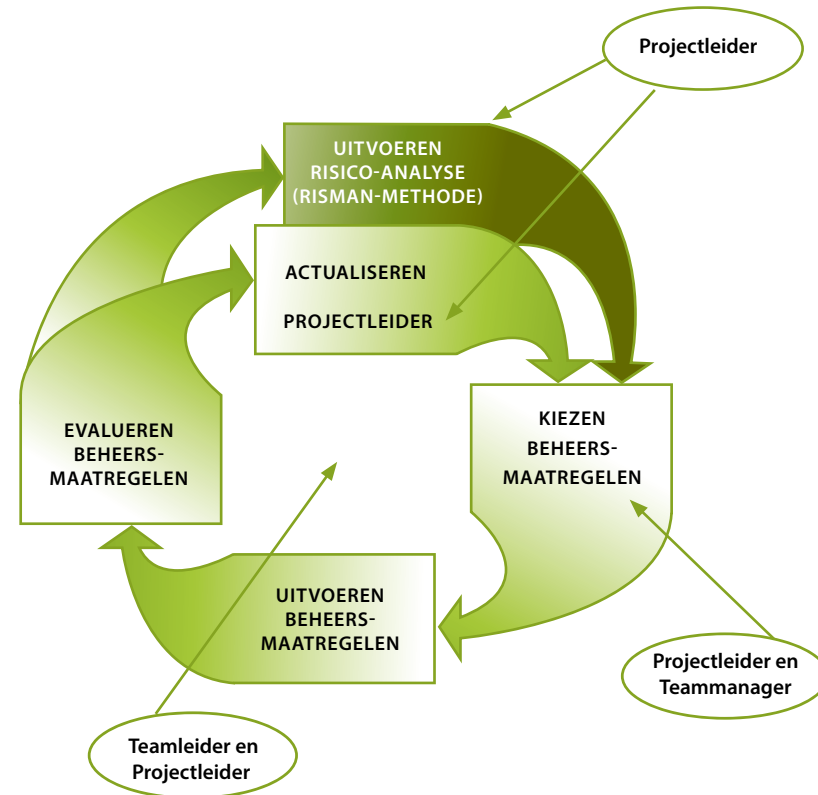 Projectleider
UITVOEREN
RISICO-ANALYSE
(RISMAN-METHODE)
ACTUALISEREN
PROJECTLEIDER
KIEZEN
BEHEERS-
MAATREGELEN
EVALUEREN
BEHEERS-
MAATREGELEN
UITVOEREN
BEHEERS-
MAATREGELEN
Projectleider en
Teammanager
Teamleider en
Projectleider